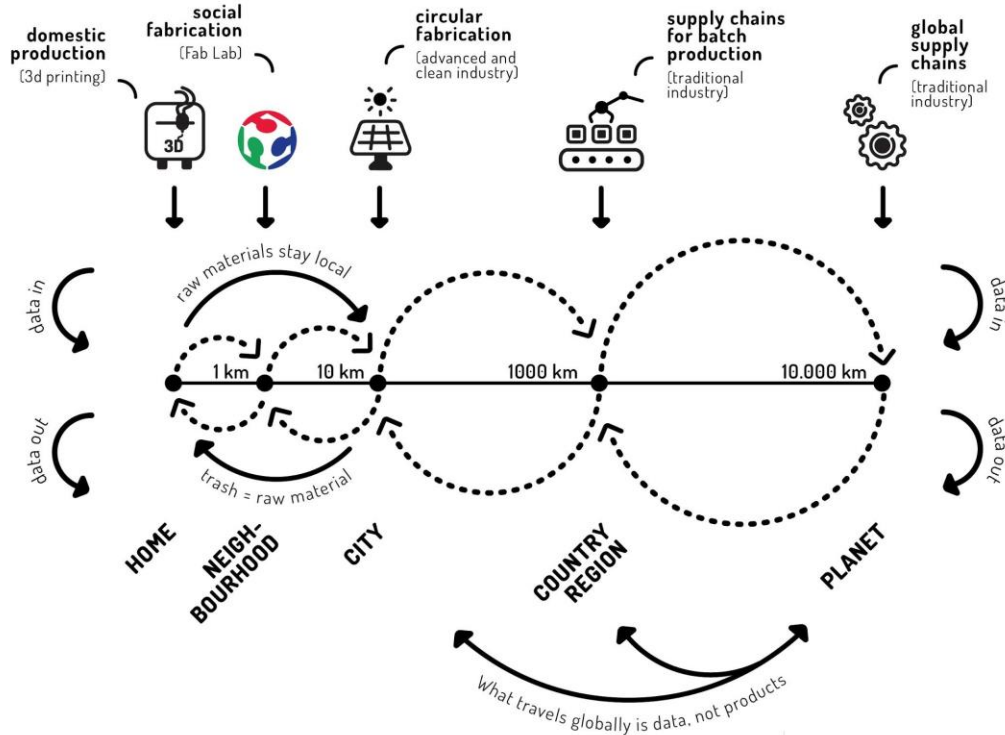 domestic
production
(3d printing)
social
fabrication
(Fab Lab)
circular
fabrication
(advanced and
clean industry)
supply chains
for batch
production
(traditional
industry)
global
supply
chains
(traditional
industry)
3D
data in
raw materials stay local
data in
1 km
10 km
1000 km
10.000 km
data out
trash = raw material
data out
HOME
NEIGH-
BOURHOOD
CITY
COUNTRY
REGION
PLANET
What travels globally is data, not products